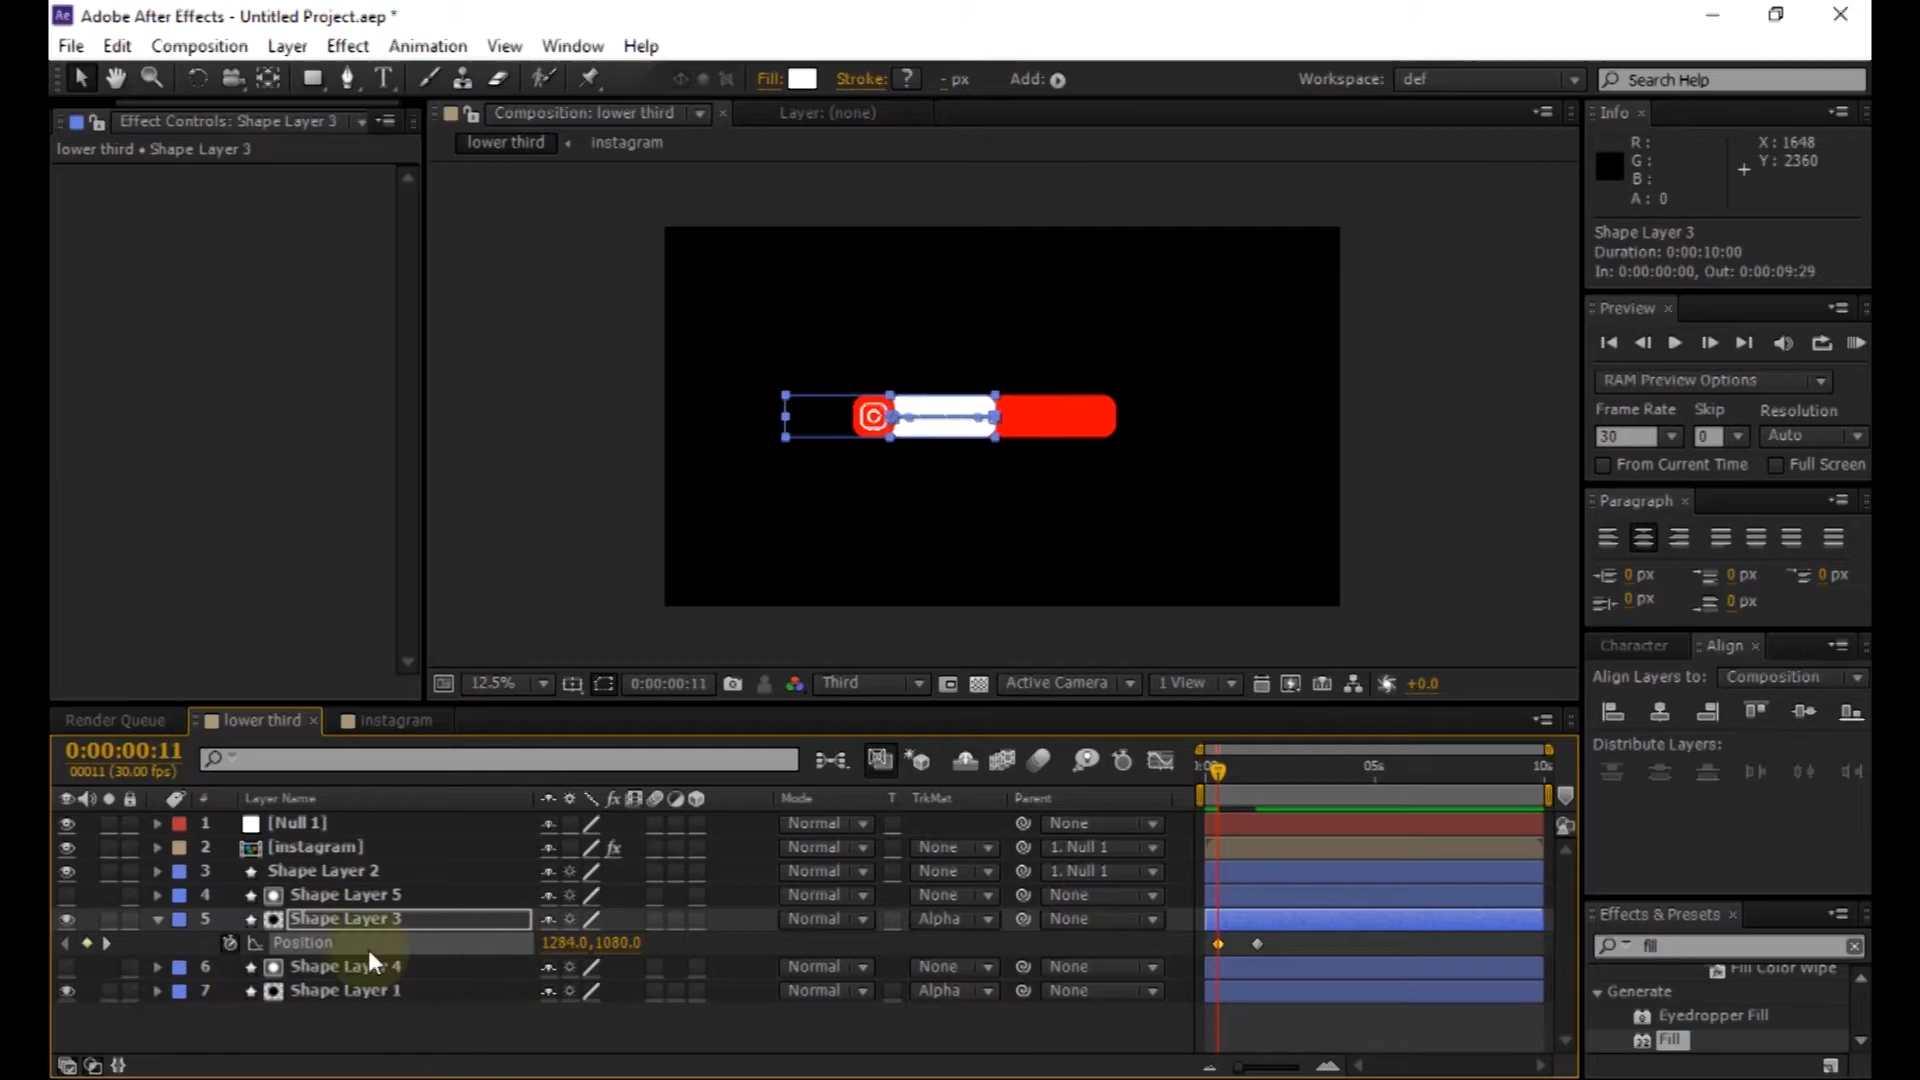 Ae Adobe After Effects - Untitled Project.aep *
File Edit Composition Layer Effect Animation View Window Help
Fill: Stroke: ? - px Add: Workspace: def Search Help
Effect Controls: Shape Layer 3
lower third • Shape Layer 3
Composition: lower third Layer: (none)
lower third instagram
Info
R : X : 1648
G : Y : 2360
B :
A : 0
Shape Layer 3
Duration: 0:00:10:00
In: 0:00:00:00, Out: 0:00:09:29
Preview
RAM Preview Options
Frame Rate Skip Resolution
30 0 Auto
From Current Time Full Screen
Paragraph
0 px 0 px 0 px
0 px 0 px
Character Align
Align Layers to: Composition
Distribute Layers:
12.5% 0:00:00:11 Third Active Camera 1 View +0.0
Render Queue lower third instagram
0:00:00:11
00011 (30.00 fps)
05s 10s
# Layer Name fx Mode T TrkMat Parent
1 [Null 1] Normal None
2 [instagram] fx Normal None 1. Null 1
3 Shape Layer 2 Normal None 1. Null 1
4 Shape Layer 5 Normal None None
5 Shape Layer 3 Normal Alpha None
Position 1284.0,1080.0
6 Shape Layer 4 Normal None None
7 Shape Layer 1 Normal Alpha None
Effects & Presets
fill
Fill Color Wipe
Generate
Eyedropper Fill
Fill